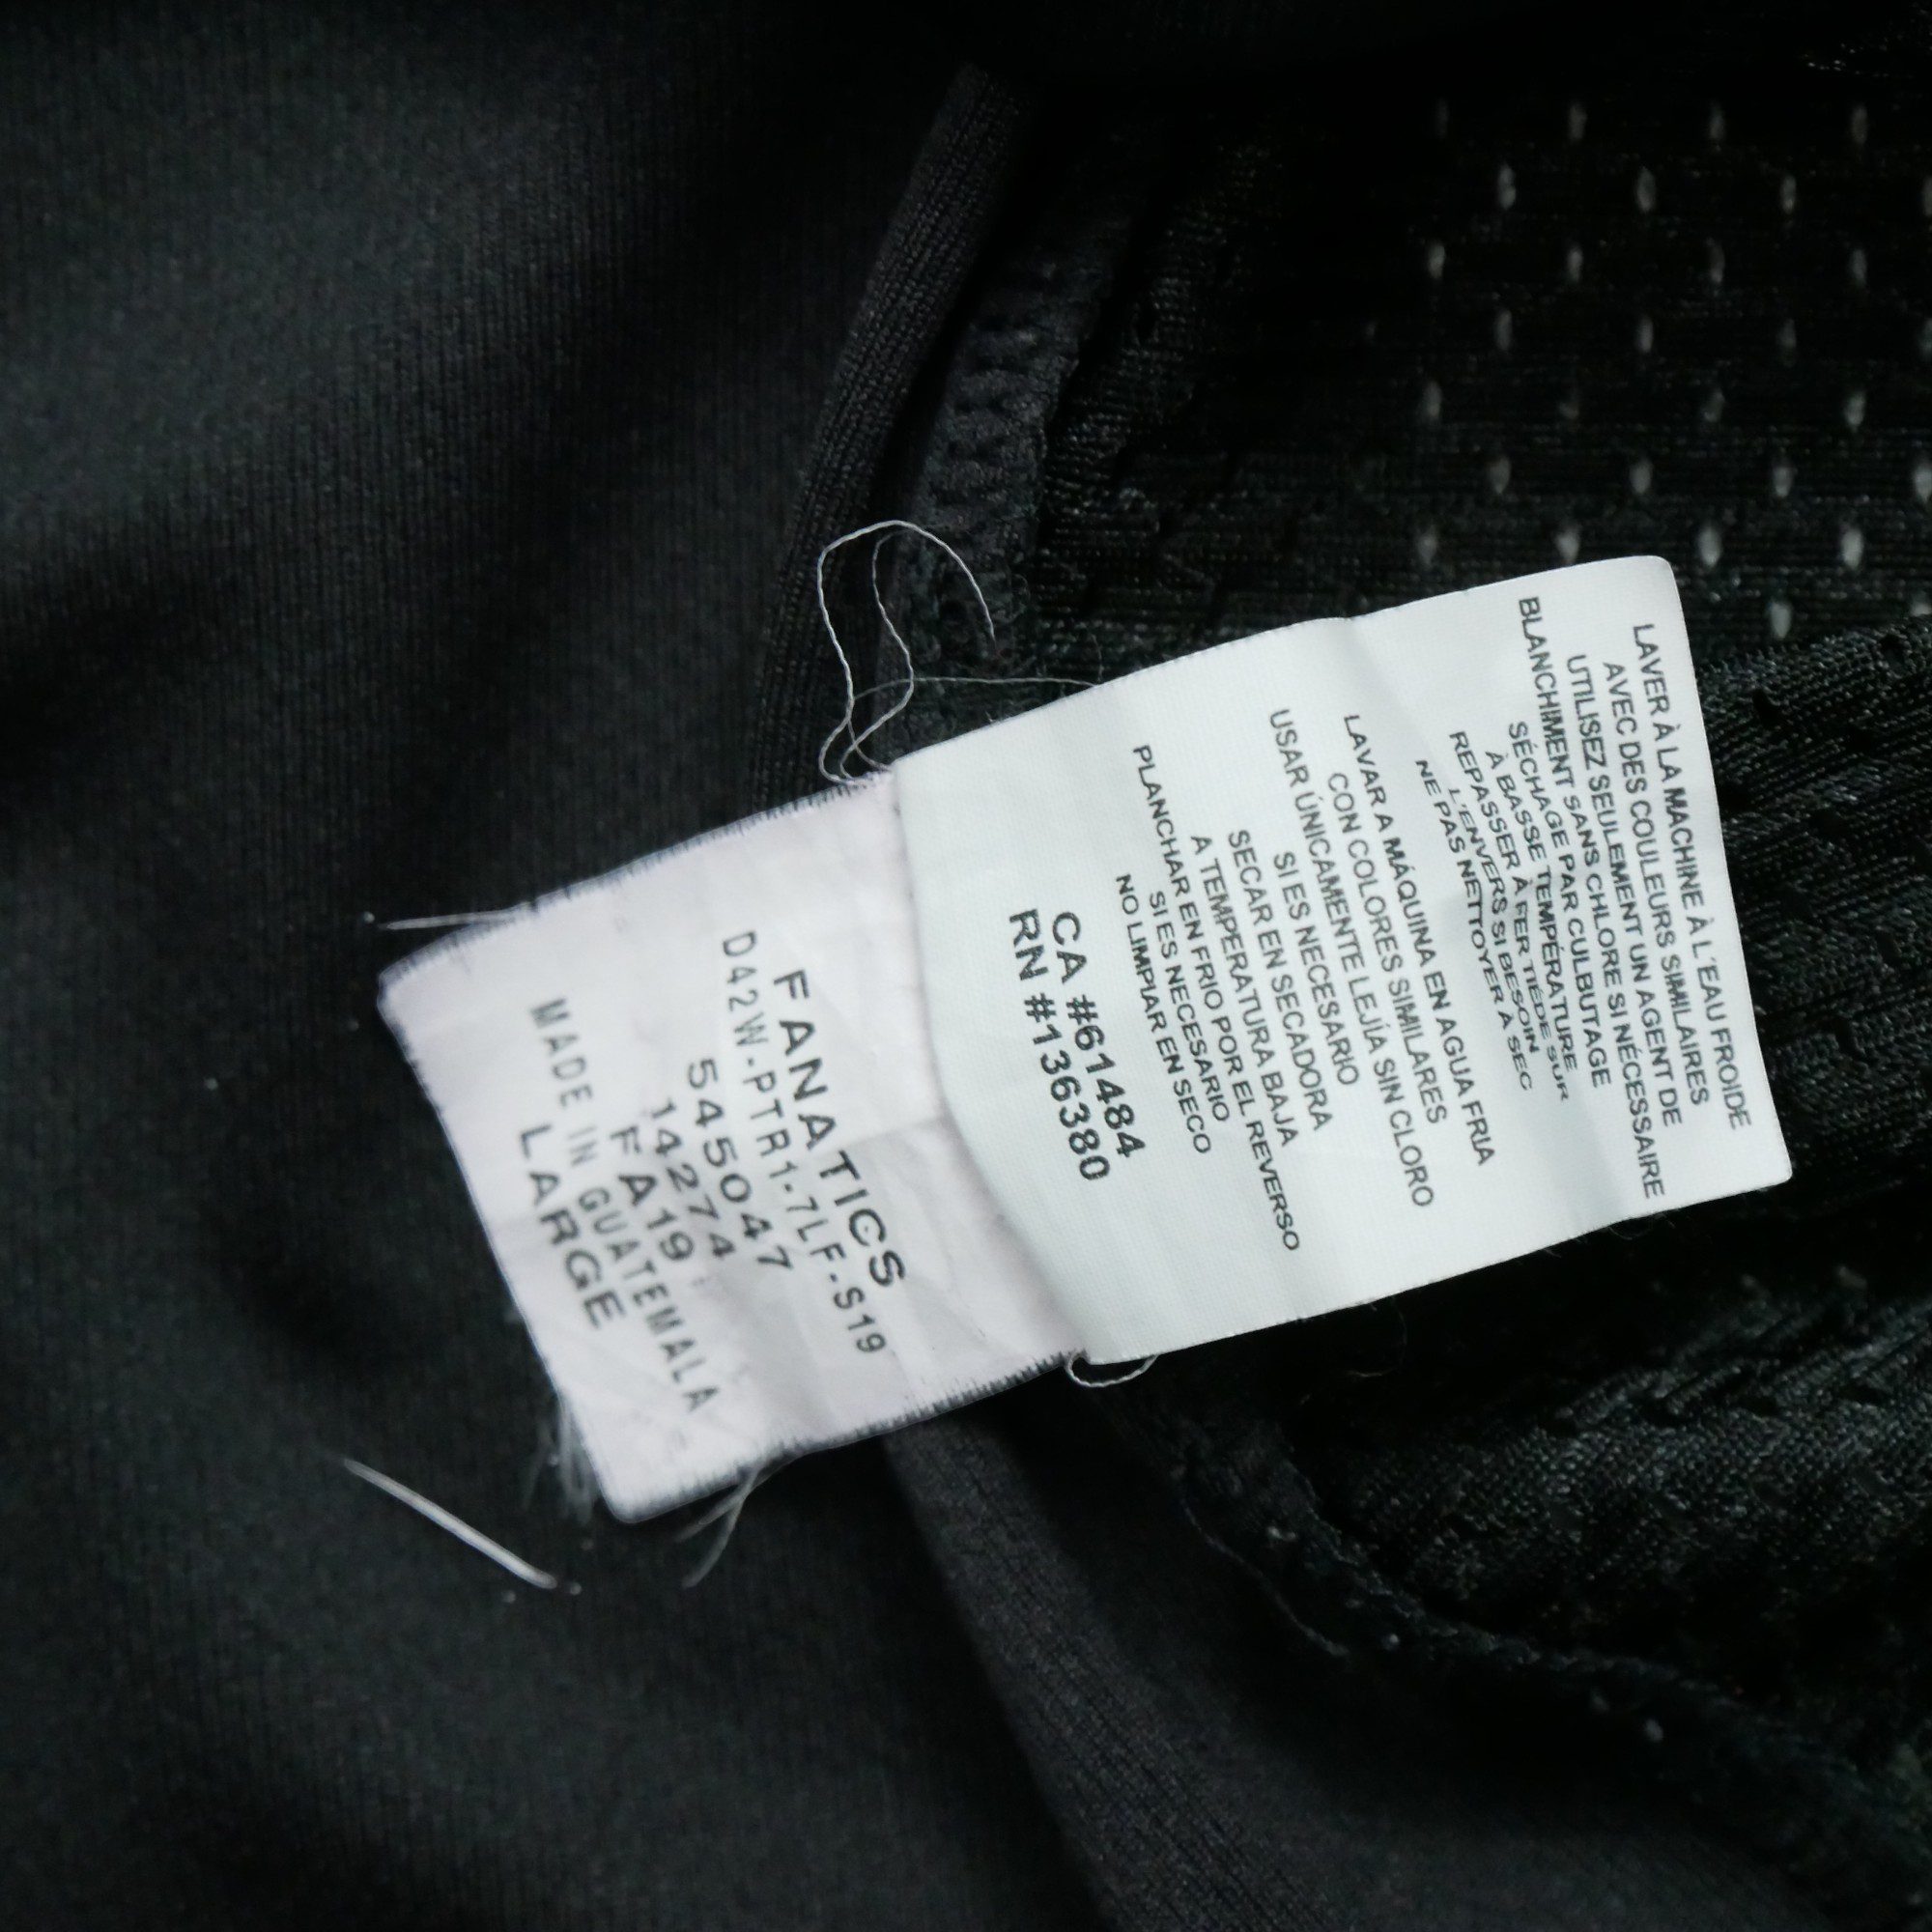 LAVER À LA MACHINE À L'EAU FROIDE
AVEC DES COULEURS SIMILAIRES
UTILISEZ SEULEMENT UN AGENT DE
BLANCHIMENT SANS CHLORE SI NÉCESSAIRE
SÉCHAGE PAR CULBUTAGE
À BASSE TEMPÉRATURE
REPASSER À FER TIÉDE SUR
L'ENVERS SI BESOIN
NE PAS NETTOYER A SEC
LAVAR A MÁQUINA EN AGUA FRIA
CON COLORES SIMILARES
USAR ÚNICAMENTE LEJÍA SIN CLORO
SI ES NECESARIO
SECAR EN SECADORA
A TEMPERATURA BAJA
PLANCHAR EN FRIO POR EL REVERSO
SI ES NECESARIO
NO LIMPIAR EN SECO
CA #61484
RN #136380
FANATICS
D42W-PTR1-7LF-S19
545047
14274
FA19
MADE IN GUATEMALA
LARGE